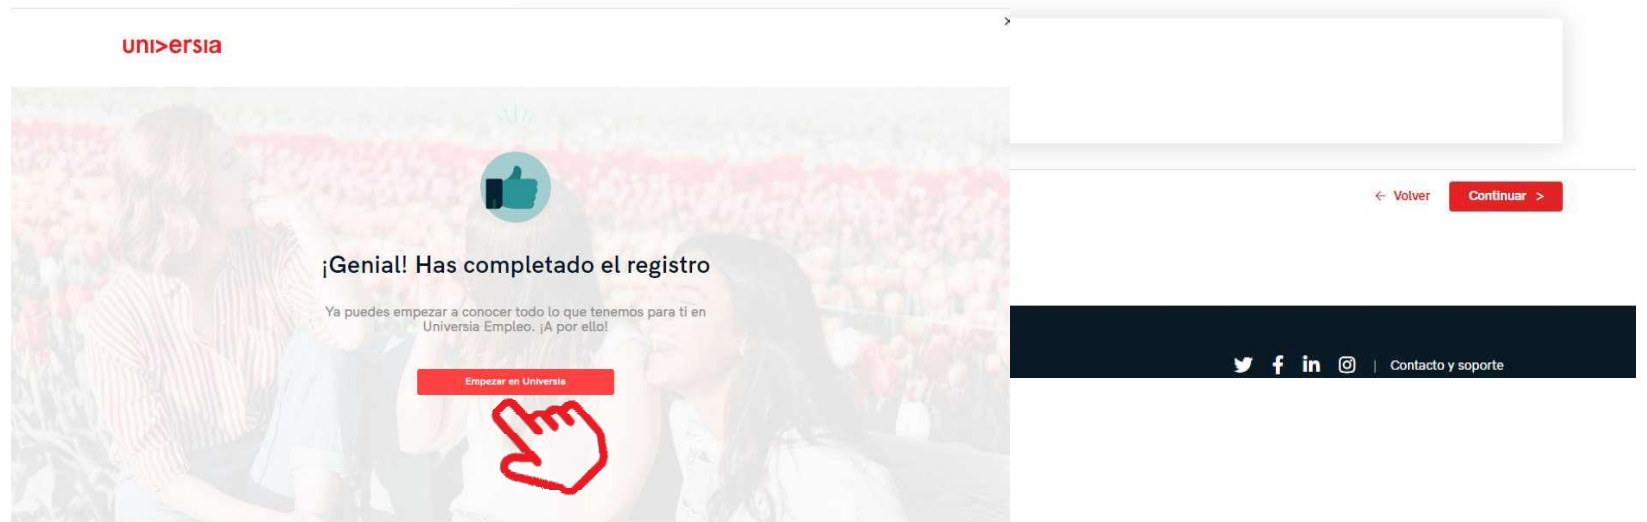 uni>ersia
×
¡Genial! Has completado el registro
Ya puedes empezar a conocer todo lo que tenemos para ti en
Universia Empleo. ¡A por ello!
Empezar en Universia
← Volver
Continuar >
| Contacto y soporte